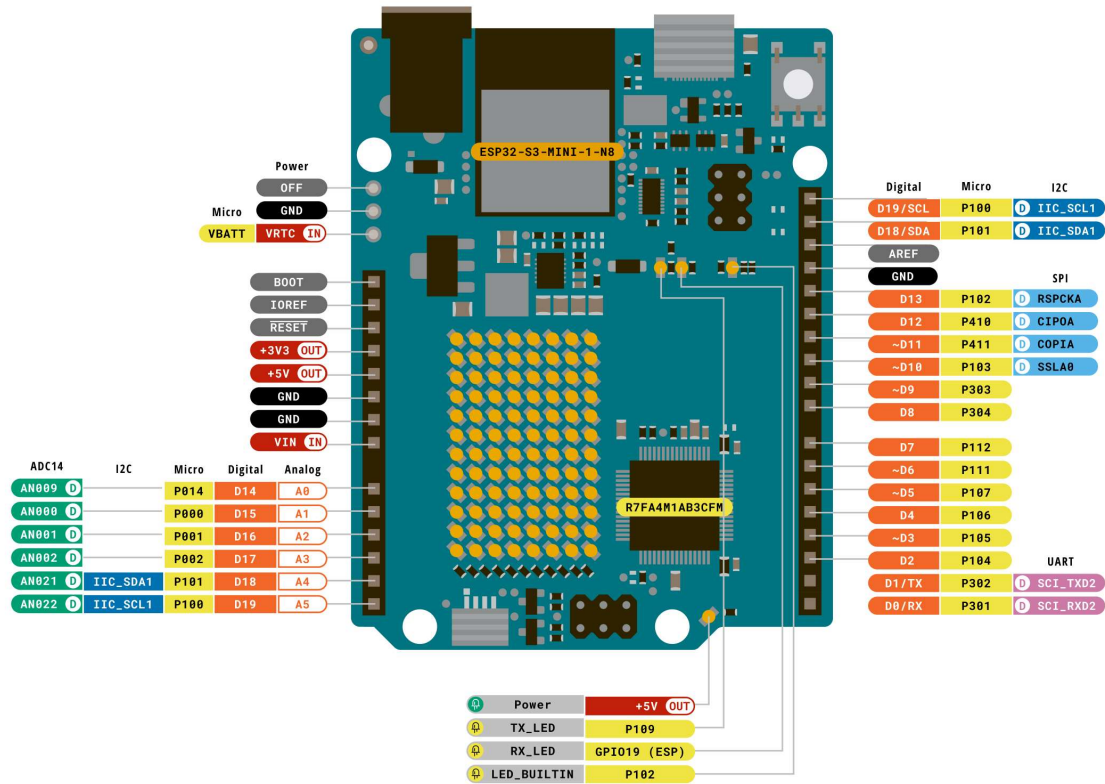 ESP32-S3-MINI-1-N8
Power
OFF
Micro GND
VBATT VRTC IN
BOOT
IOREF
RESET
+3V3 OUT
+5V OUT
GND
GND
VIN IN
ADC14 I2C Micro Digital Analog
AN009 D P014 D14 A0
AN000 D P000 D15 A1
AN001 D P001 D16 A2
AN002 D P002 D17 A3
AN021 D IIC_SDA1 P101 D18 A4
AN022 D IIC_SCL1 P100 D19 A5
R7FA4M1AB3CFM
Digital Micro I2C
D19/SCL P100 D IIC_SCL1
D18/SDA P101 D IIC_SDA1
AREF
GND
SPI
D13 P102 D RSPCKA
D12 P410 D CIPOA
~D11 P411 D COPIA
~D10 P103 D SSLA0
~D9 P303
D8 P304
D7 P112
~D6 P111
~D5 P107
D4 P106
~D3 P105
D2 P104
UART
D1/TX P302 D SCI_TXD2
D0/RX P301 D SCI_RXD2
Power +5V OUT
TX_LED P109
RX_LED GPIO19 (ESP)
LED_BUILTIN P102